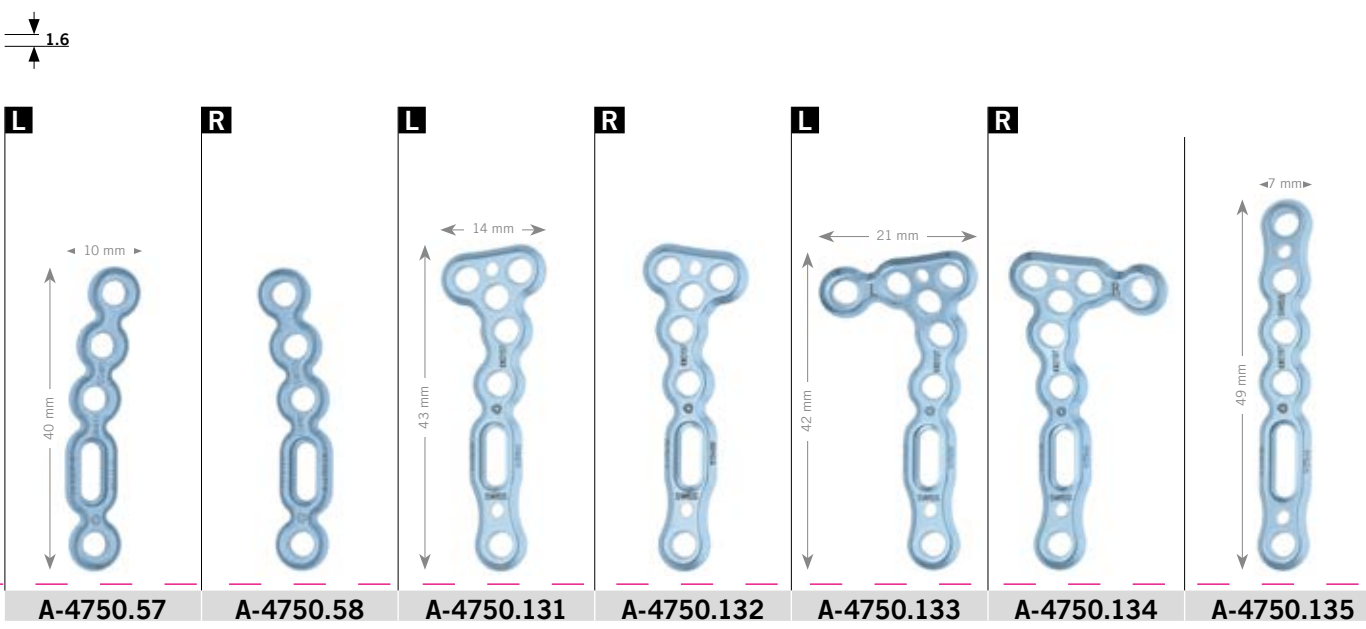 1.6
L
R
L
R
L
R
7 mm
14 mm
21 mm
10 mm
40 mm
43 mm
42 mm
49 mm
A-4750.57
A-4750.58
A-4750.131
A-4750.132
A-4750.133
A-4750.134
A-4750.135